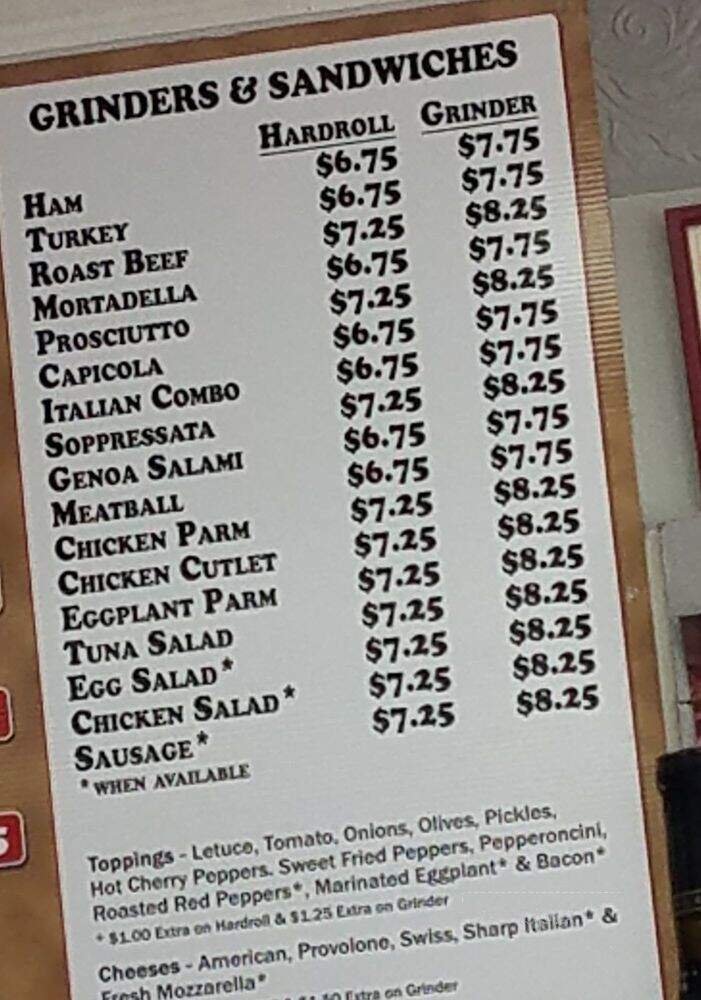 GRINDERS & SANDWICHES
HARDROLL GRINDER
HAM $6.75 $7.75
TURKEY $6.75 $7.75
ROAST BEEF $7.25 $8.25
MORTADELLA $6.75 $7.75
PROSCIUTTO $7.25 $8.25
CAPICOLA $6.75 $7.75
ITALIAN COMBO $6.75 $7.75
SOPPRESSATA $7.25 $8.25
GENOA SALAMI $6.75 $7.75
MEATBALL $6.75 $7.75
CHICKEN PARM $7.25 $8.25
CHICKEN CUTLET $7.25 $8.25
EGGPLANT PARM $7.25 $8.25
TUNA SALAD $7.25 $8.25
EGG SALAD* $7.25 $8.25
CHICKEN SALAD* $7.25 $8.25
SAUSAGE* $7.25 $8.25
* WHEN AVAILABLE
Toppings - Letuce, Tomato, Onions, Olives, Pickles,
Hot Cherry Peppers. Sweet Fried Peppers, Pepperoncini,
Roasted Red Peppers*, Marinated Eggplant* & Bacon*
* $1.00 Extra on Hardroll & $1.25 Extra on Grinder
Cheeses - American, Provolone, Swiss, Sharp Italian* &
Fresh Mozzarella*
Extra on Grinder
5